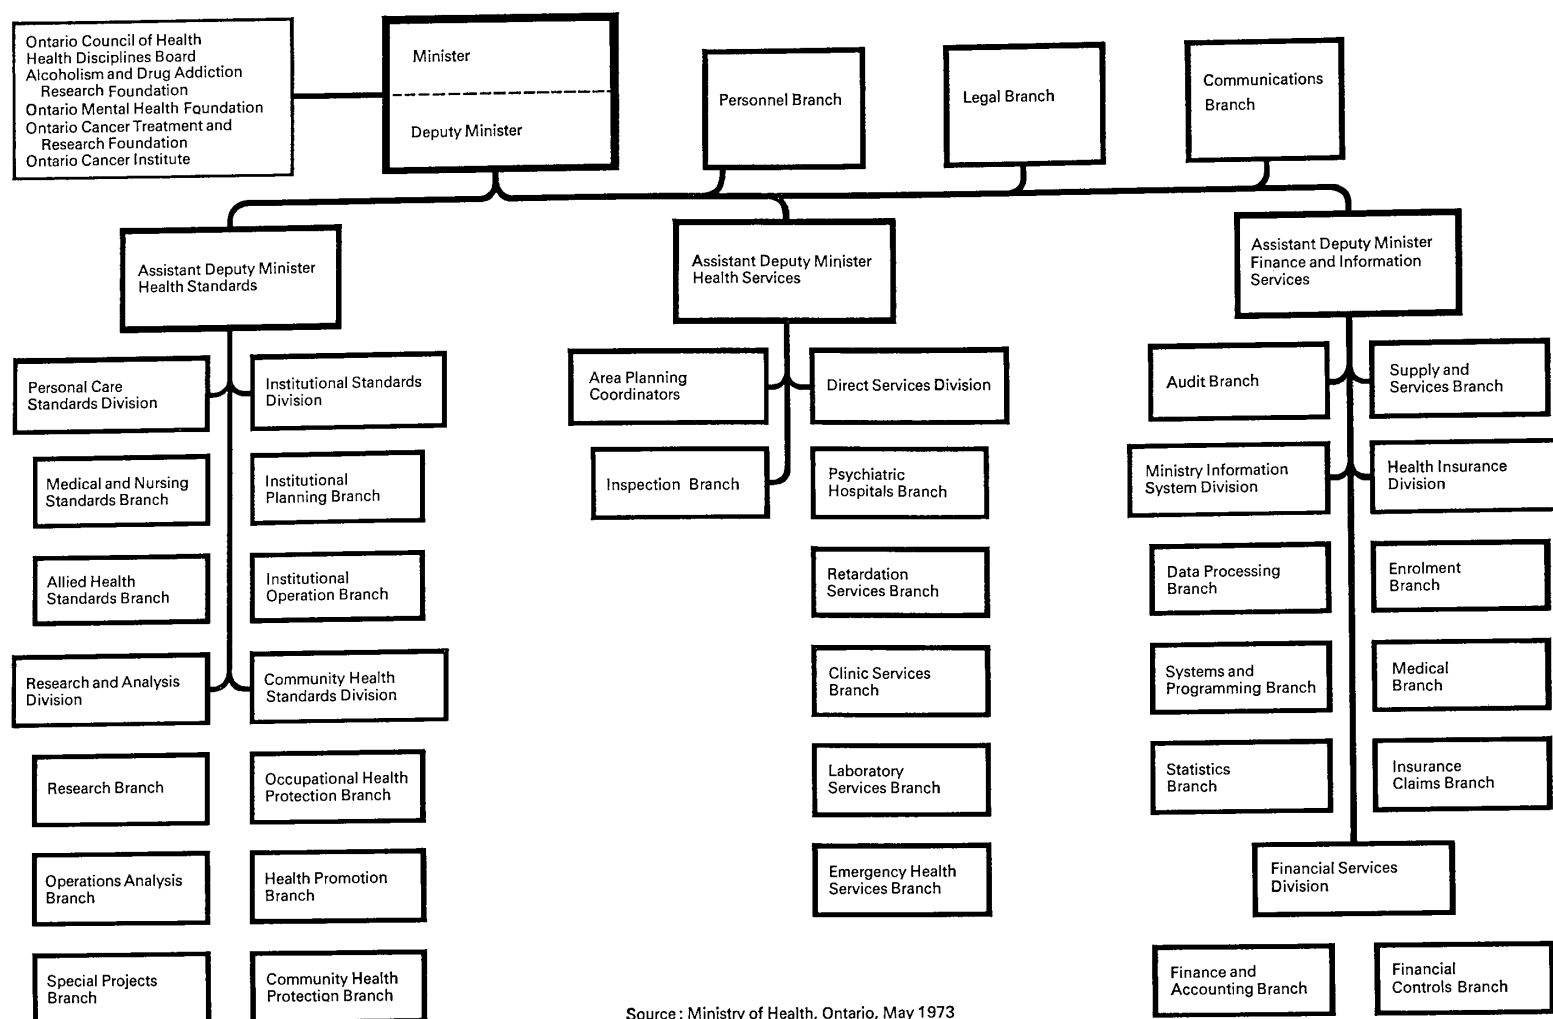 Ontario Council of Health
Health Disciplines Board
Alcoholism and Drug Addiction
Research Foundation
Ontario Mental Health Foundation
Ontario Cancer Treatment and
Research Foundation
Ontario Cancer Institute
Minister
Deputy Minister
Personnel Branch
Legal Branch
Communications
Branch
Assistant Deputy Minister
Health Standards
Assistant Deputy Minister
Health Services
Assistant Deputy Minister
Finance and Information
Services
Personal Care
Standards Division
Institutional Standards
Division
Medical and Nursing
Standards Branch
Institutional
Planning Branch
Allied Health
Standards Branch
Institutional
Operation Branch
Research and Analysis
Division
Community Health
Standards Division
Research Branch
Occupational Health
Protection Branch
Operations Analysis
Branch
Health Promotion
Branch
Special Projects
Branch
Community Health
Protection Branch
Area Planning
Coordinators
Direct Services Division
Inspection Branch
Psychiatric
Hospitals Branch
Retardation
Services Branch
Clinic Services
Branch
Laboratory
Services Branch
Emergency Health
Services Branch
Audit Branch
Supply and
Services Branch
Ministry Information
System Division
Health Insurance
Division
Data Processing
Branch
Enrolment
Branch
Systems and
Programming Branch
Medical
Branch
Statistics
Branch
Insurance
Claims Branch
Financial Services
Division
Finance and
Accounting Branch
Financial
Controls Branch
Source: Ministry of Health, Ontario, May 1973